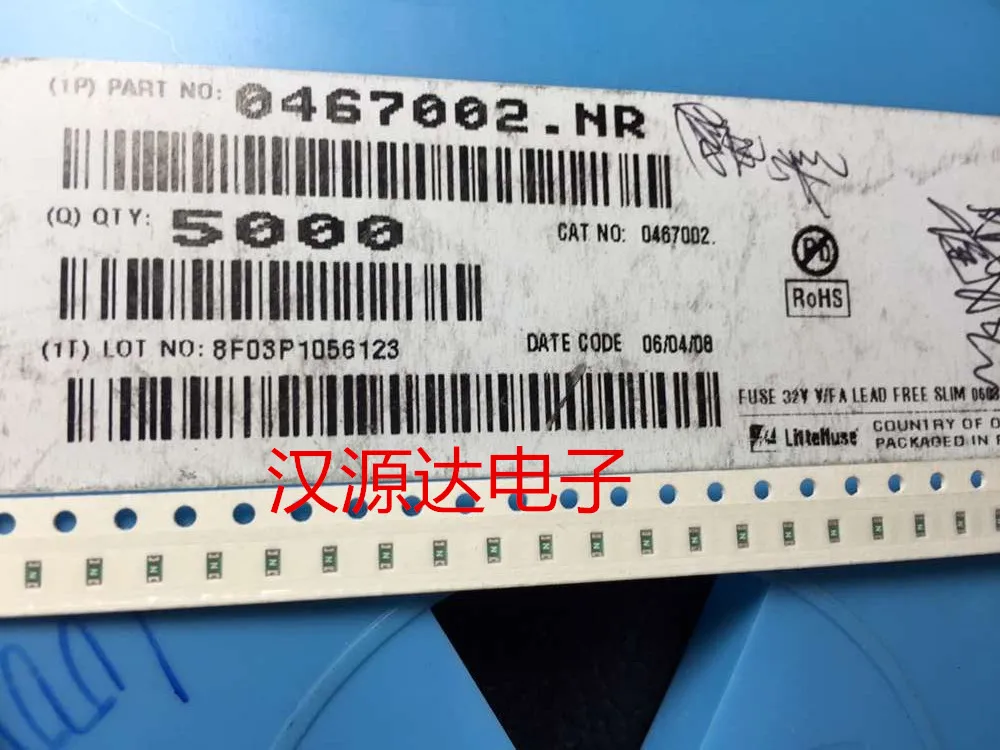 (1P) PART NO: 0467002.NR
(Q) QTY: 5000
CAT NO: 0467002.
Pb
RoHS
(1T) LOT NO: 8F03P1056123
DATE CODE 06/04/08
FUSE 32V V/FA LEAD FREE SLIM 0603
Littelfuse
COUNTRY OF
PACKAGED IN
汉源达电子